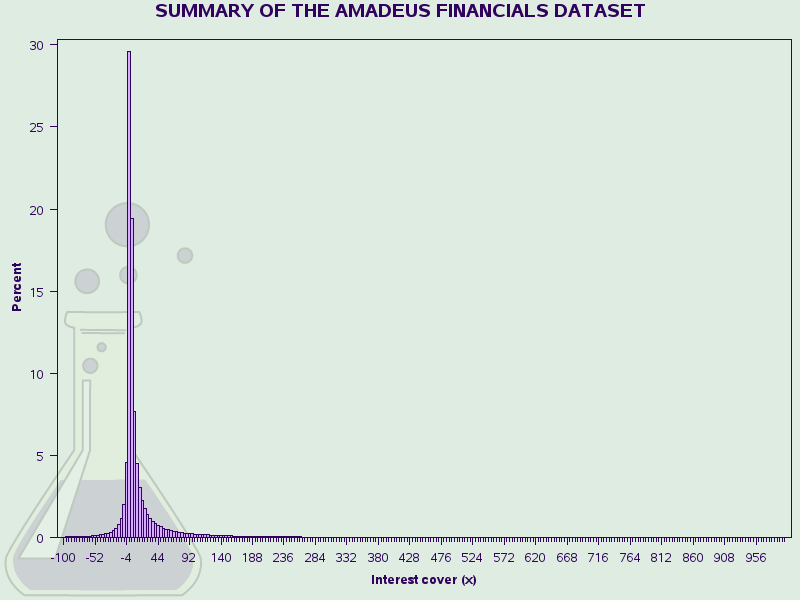 SUMMARY OF THE AMADEUS FINANCIALS DATASET
30
25
20
15
10
5
0
Percent
-100 -52 -4 44 92 140 188 236 284 332 380 428 476 524 572 620 668 716 764 812 860 908 956
Interest cover (x)